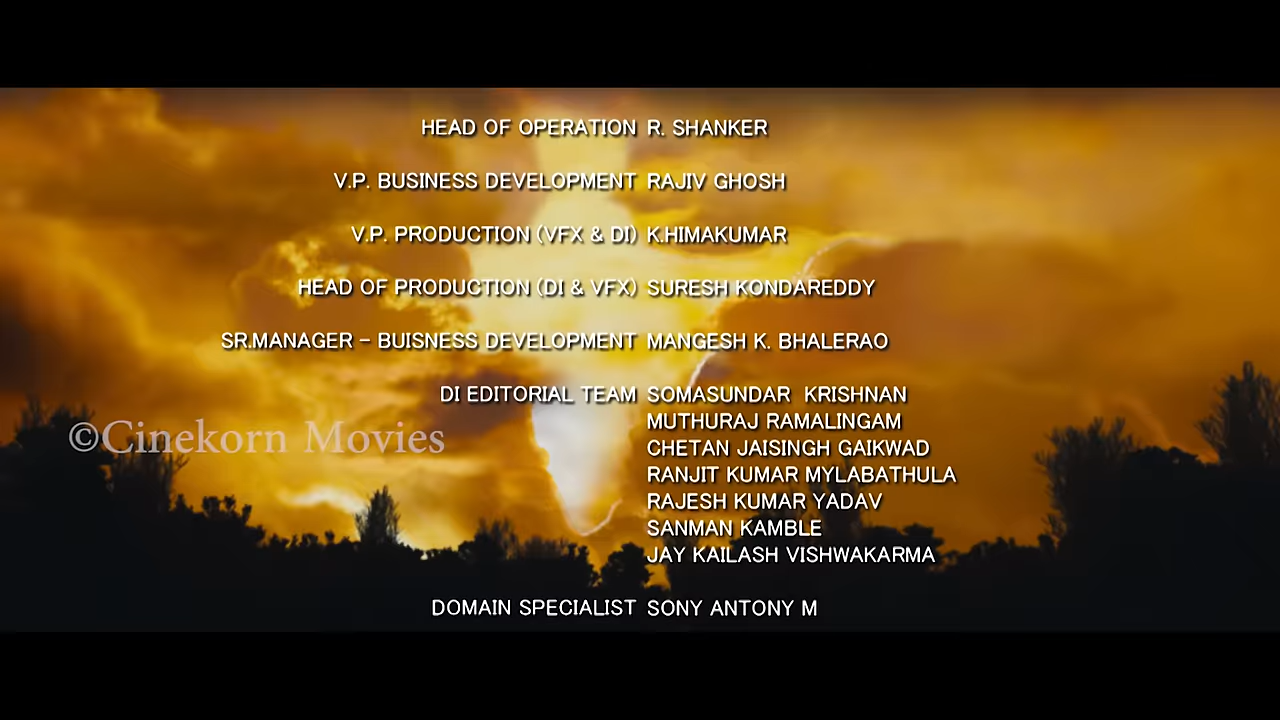 HEAD OF OPERATION R. SHANKER
V.P. BUSINESS DEVELOPMENT RAJIV GHOSH
V.P. PRODUCTION (VFX & DI) K.HIMAKUMAR
HEAD OF PRODUCTION (DI & VFX) SURESH KONDAREDDY
SR.MANAGER - BUISNESS DEVELOPMENT MANGESH K. BHALERAO
DI EDITORIAL TEAM SOMASUNDAR KRISHNAN
MUTHURAJ RAMALINGAM
©Cinekorn Movies
CHETAN JAISINGH GAIKWAD
RANJIT KUMAR MYLABATHULA
RAJESH KUMAR YADAV
SANMAN KAMBLE
JAY KAILASH VISHWAKARMA
DOMAIN SPECIALIST SONY ANTONY M